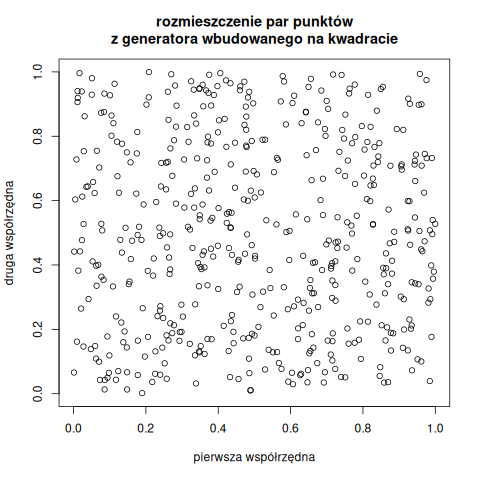 rozmieszczenie par punktów
z generatora wbudowanego na kwadracie
druga współrzędna
1.0
0.8
0.6
0.4
0.2
0.0
0.0 0.2 0.4 0.6 0.8 1.0
pierwsza współrzędna